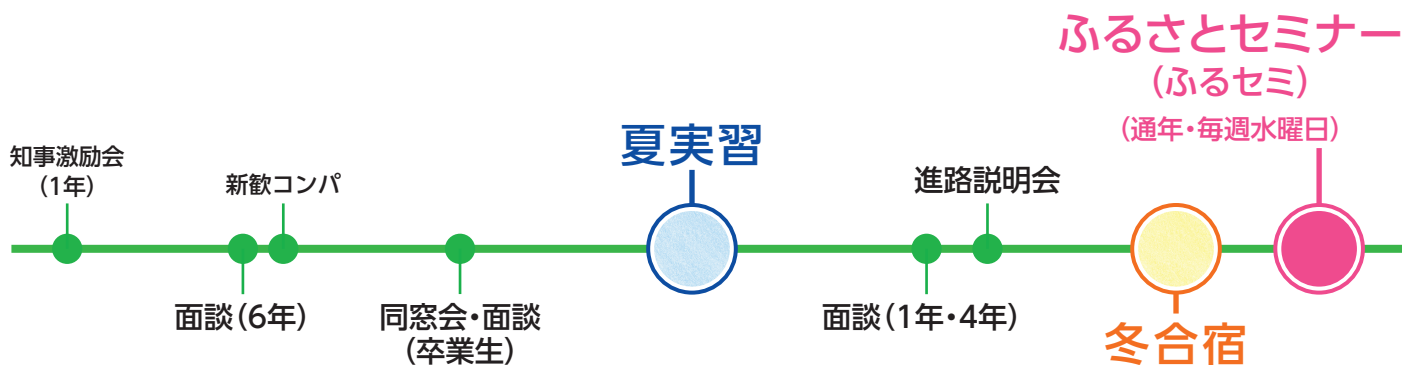 知事激励会
(1年)
面談(6年)
新歓コンパ
同窓会・面談
(卒業生)
夏実習
面談(1年・4年)
進路説明会
冬合宿
ふるさとセミナー
(ふるセミ)
(通年・毎週水曜日)